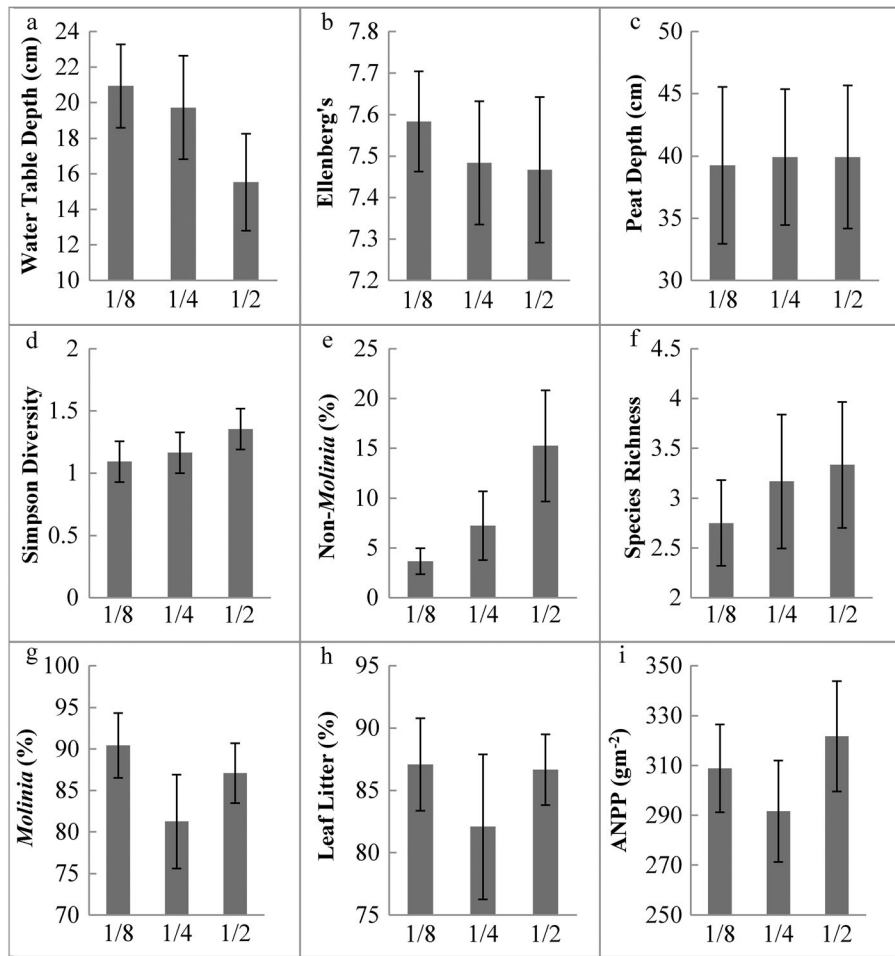 a
Water Table Depth (cm)
24
22
20
18
16
14
12
10
1/8 1/4 1/2
b
Ellenberg's
7.8
7.7
7.6
7.5
7.4
7.3
7.2
1/8 1/4 1/2
c
Peat Depth (cm)
50
45
40
35
30
1/8 1/4 1/2
d
Simpson Diversity
2
1.5
1
0.5
0
1/8 1/4 1/2
e
Non-Molinia (%)
25
20
15
10
5
0
1/8 1/4 1/2
f
Species Richness
4.5
4
3.5
3
2.5
2
1/8 1/4 1/2
g
Molinia (%)
100
95
90
85
80
75
70
1/8 1/4 1/2
h
Leaf Litter (%)
95
90
85
80
75
1/8 1/4 1/2
i
ANPP (gm⁻²)
350
330
310
290
270
250
1/8 1/4 1/2